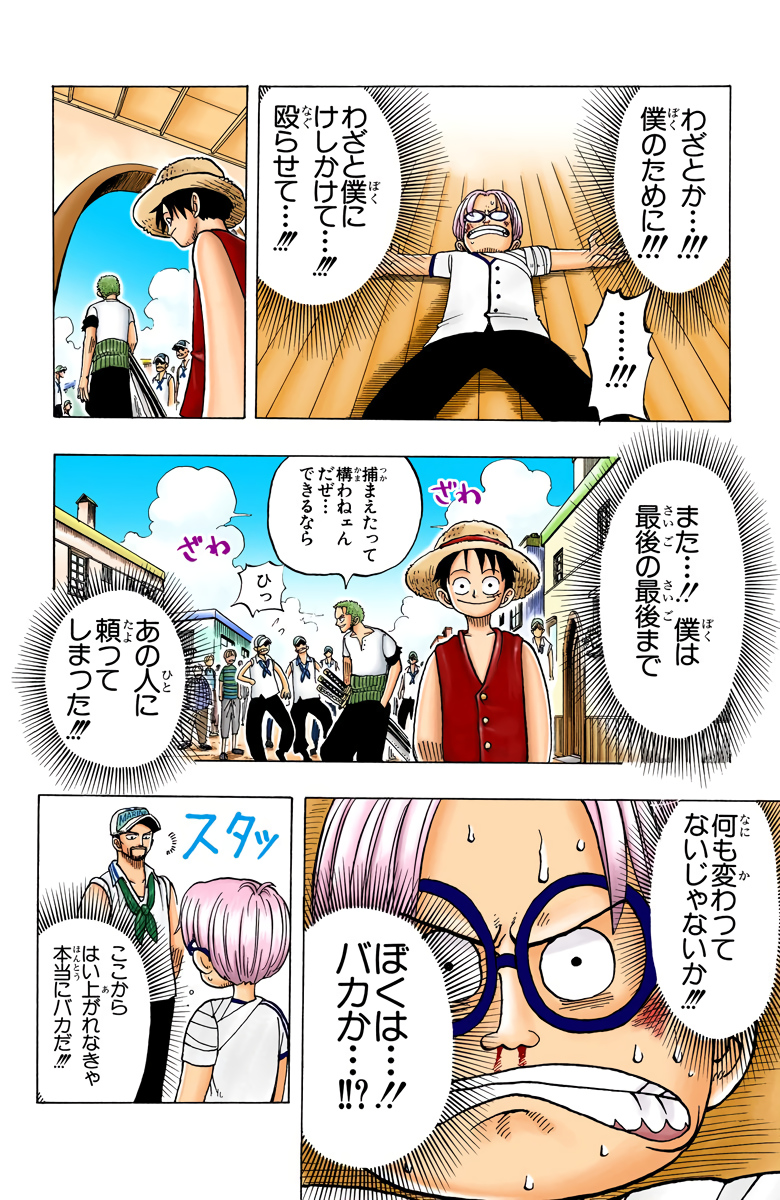 わざとか…!!!
僕のために!!!
わざと僕に
けしかけて…!!!
殴らせて…!!!
……!!!
また…!! 僕は
最後の最後まで
捕まえたって
構わねェん
だぜ…
できるなら
ざわ
ざわ
ひっ
あの人に
頼って
しまった!!!
何も変わって
ないじゃないか!!!
ぼくは…!!
バカか…!!?
スタッ
MARINE
ここから
はい上がれなきゃ
本当にバカだ!!!